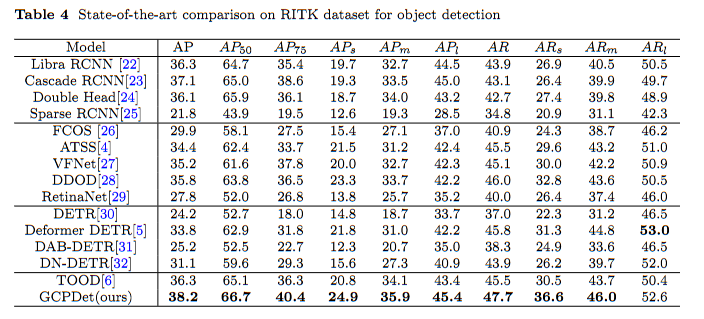 Table 4 State-of-the-art comparison on RITK dataset for object detection
Model AP AP50 AP75 APs APm APl AR ARs ARm ARl
Libra RCNN [22] 36.3 64.7 35.4 19.7 32.7 44.5 43.9 26.9 40.5 50.5
Cascade RCNN[23] 37.1 65.0 38.6 19.3 33.5 45.0 43.1 26.4 39.9 49.7
Double Head[24] 36.1 65.9 36.1 18.7 34.0 43.2 42.7 27.4 39.8 48.9
Sparse RCNN[25] 21.8 43.9 19.5 12.6 19.3 28.5 34.8 20.9 31.1 42.3
FCOS [26] 29.9 58.1 27.5 15.4 27.1 37.0 40.9 24.3 38.7 46.2
ATSS[4] 34.4 62.4 33.7 21.5 31.2 42.4 45.5 29.6 43.2 51.0
VFNet[27] 35.2 61.6 37.8 20.0 32.7 42.3 45.1 30.0 42.2 50.9
DDOD[28] 35.8 63.8 36.5 23.3 33.7 42.2 46.0 32.8 43.6 50.5
RetinaNet[29] 27.8 52.0 26.8 13.8 25.7 35.2 40.0 26.4 37.4 46.0
DETR[30] 24.2 52.7 18.0 14.8 18.7 33.7 37.0 22.3 31.2 46.5
Deformer DETR[5] 33.8 62.9 31.8 21.8 31.0 42.2 45.8 31.3 44.8 53.0
DAB-DETR[31] 25.2 52.5 22.7 12.3 20.7 35.0 38.3 24.9 33.6 46.5
DN-DETR[32] 31.1 59.6 29.3 15.6 27.3 40.9 43.9 26.2 39.7 52.0
TOOD[6] 36.3 65.1 36.3 20.8 34.1 43.4 45.5 30.5 43.7 50.4
GCPDet(ours) 38.2 66.7 40.4 24.9 35.9 45.4 47.7 36.6 46.0 52.6